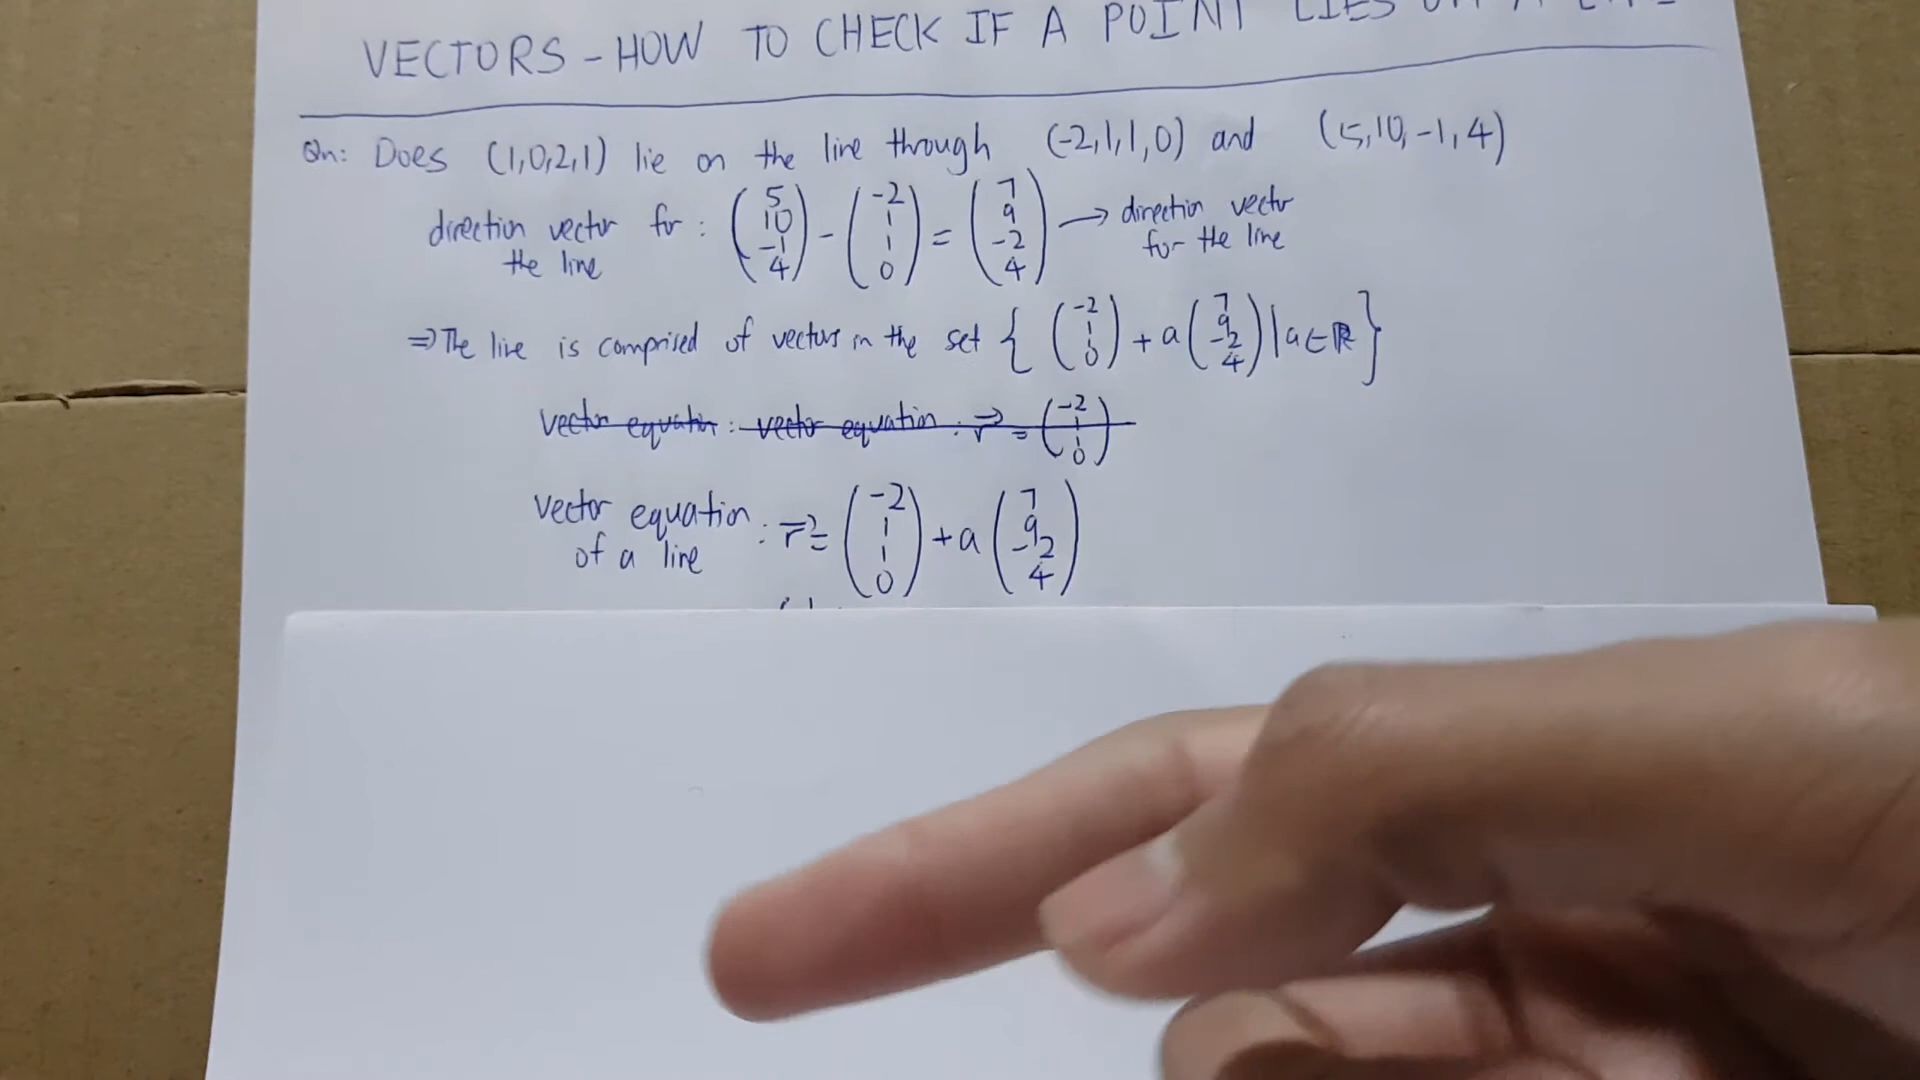 VECTORS - HOW TO CHECK IF A POINT LIES ON A LINE
Qn: Does (1,0,2,1) lie on the line through (-2,1,1,0) and (5,10,-1,4)
direction vector for the line : (5 10 -1 4) - (-2 1 1 0) = (7 9 -2 4) → direction vector for the line
⇒ The line is comprised of vectors in the set { (-2 1 1 0) + a (7 9 -2 4) | a ∈ ℝ }
vector equation : vector equation : r⃗ = (-2 1 1 0)
vector equation of a line : r⃗ = (-2 1 1 0) + a (7 9 -2 4)